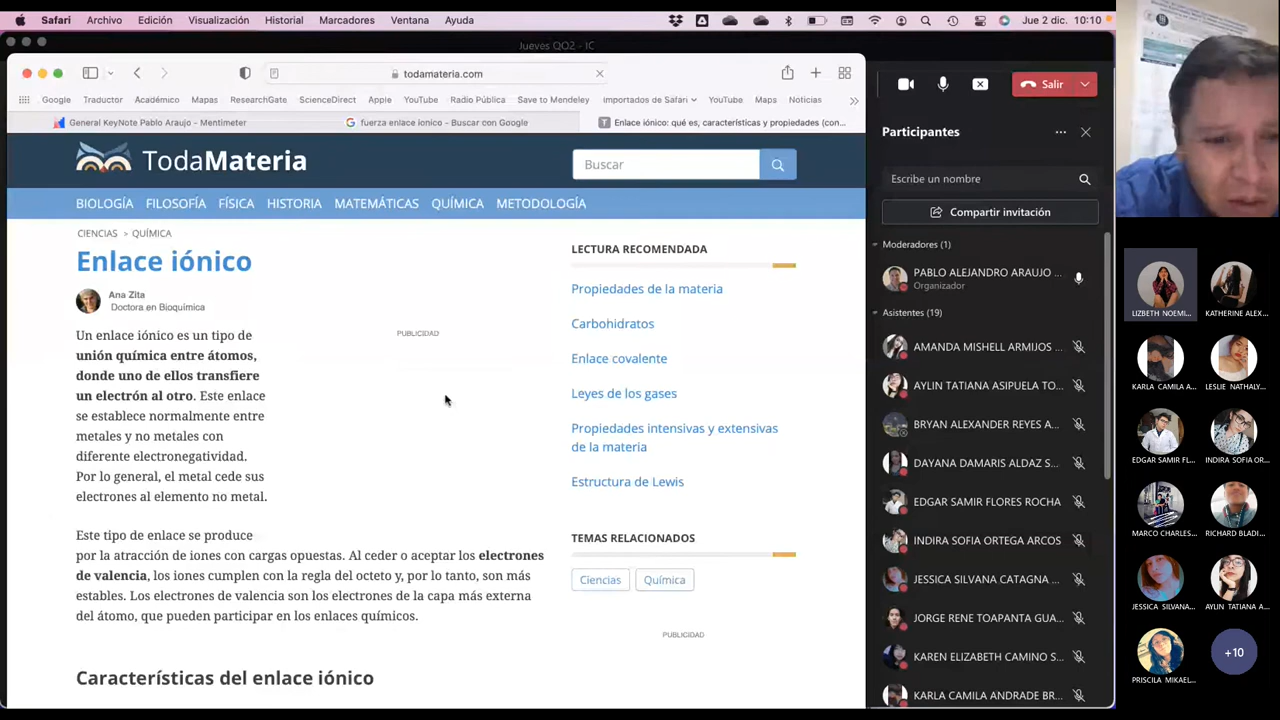 Safari Archivo Edición Visualización Historial Marcadores Ventana Ayuda
Jue 2 dic. 10:10
Jueves QO2 - IC
todamateria.com
Google Traductor Académico Mapas ResearchGate ScienceDirect Apple YouTube Radio Pública Save to Mendeley importados de Safari YouTube Maps Noticias
General KeyNote Pablo Araujo - Mentimeter
fuerza enlace ionico - Buscar con Google
Enlace iónico: qué es, características y propiedades (con...
TodaMateria
Buscar
BIOLOGÍA FILOSOFÍA FÍSICA HISTORIA MATEMÁTICAS QUÍMICA METODOLOGÍA
CIENCIAS > QUÍMICA
Enlace iónico
Ana Zita
Doctora en Bioquímica
Un enlace iónico es un tipo de
unión química entre átomos,
donde uno de ellos transfiere
un electrón al otro. Este enlace
se establece normalmente entre
metales y no metales con
diferente electronegatividad.
Por lo general, el metal cede sus
electrones al elemento no metal.
PUBLICIDAD
Este tipo de enlace se produce
por la atracción de iones con cargas opuestas. Al ceder o aceptar los electrones
de valencia, los iones cumplen con la regla del octeto y, por lo tanto, son más
estables. Los electrones de valencia son los electrones de la capa más externa
del átomo, que pueden participar en los enlaces químicos.
Características del enlace iónico
LECTURA RECOMENDADA
Propiedades de la materia
Carbohidratos
Enlace covalente
Leyes de los gases
Propiedades intensivas y extensivas
de la materia
Estructura de Lewis
TEMAS RELACIONADOS
Ciencias
Química
PUBLICIDAD
Salir
Participantes
Escribe un nombre
Compartir invitación
Moderadores (1)
PABLO ALEJANDRO ARAUJO ...
Organizador
Asistentes (19)
AMANDA MISHELL ARMIJOS ...
AYLIN TATIANA ASIPUELA TO...
BRYAN ALEXANDER REYES A...
DAYANA DAMARIS ALDAZ S...
EDGAR SAMIR FLORES ROCHA
INDIRA SOFIA ORTEGA ARCOS
JESSICA SILVANA CATAGNA ...
JORGE RENE TOAPANTA GUA...
KAREN ELIZABETH CAMINO S...
KARLA CAMILA ANDRADE BR...
LIZBETH NOEMI...
KATHERINE ALEX...
KARLA CAMILA A...
LESLIE NATHALY...
EDGAR SAMIR FL...
INDIRA SOFIA OR...
MARCO CHARLES...
RICHARD BLADI...
JESSICA SILVANA...
AYLIN TATIANA A...
PRISCILA MIKAEL...
+10